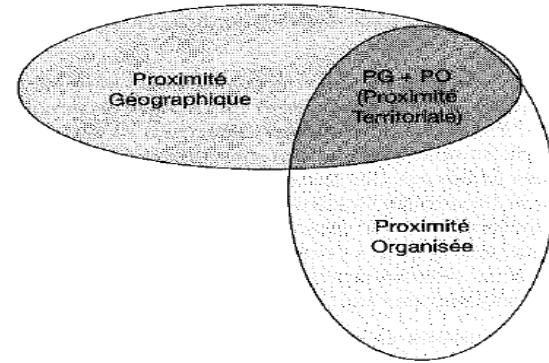 Proximité
Géographique
PG + PO
(Proximité
Territoriale)
Proximité
Organisée